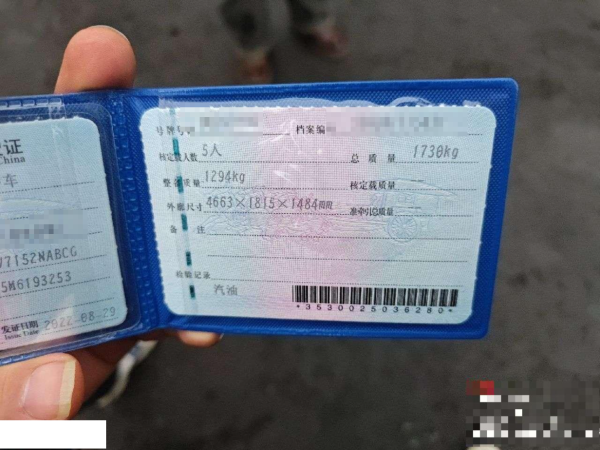 证
China
车
7152NABCG
5M6193253
发证日期 2022-08-29
Issue Date
号牌号 档案编
核定载人数 5人 总质量 1730kg
整备质量 1294kg 核定载质量
外廓尺寸 4663×1815×1484mm 准牵引总质量
备注
检验记录
汽油
*3530025036280*